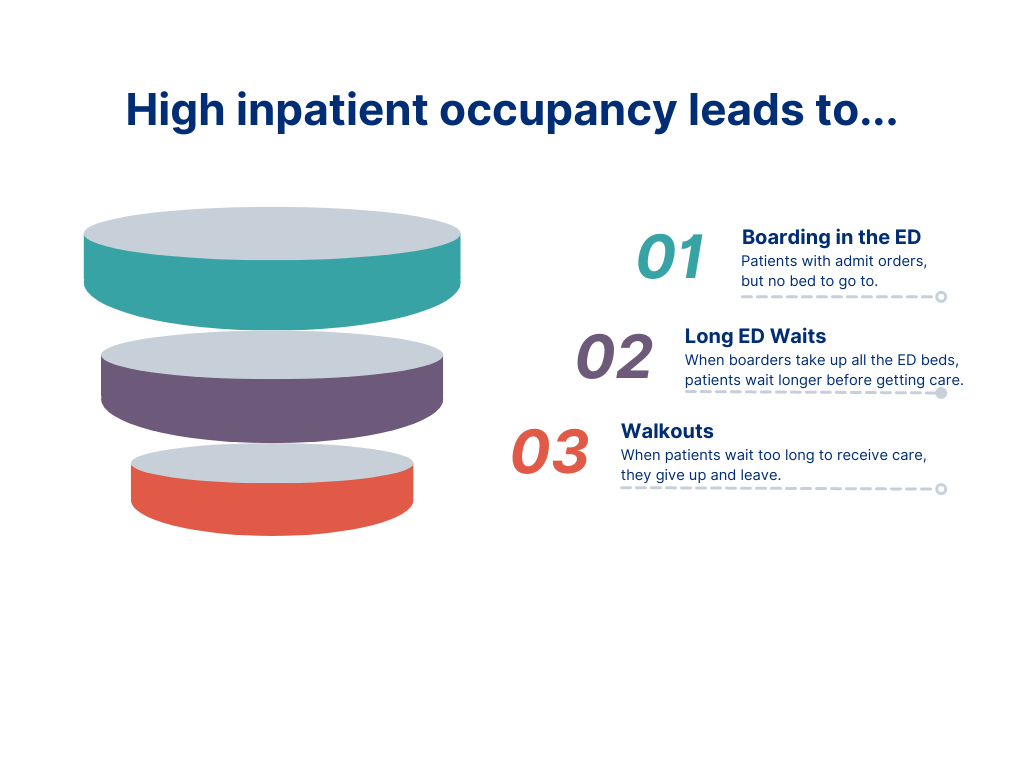 High inpatient occupancy leads to...
01
Boarding in the ED
Patients with admit orders,
but no bed to go to.
02
Long ED Waits
When boarders take up all the ED beds,
patients wait longer before getting care.
03
Walkouts
When patients wait too long to receive care,
they give up and leave.